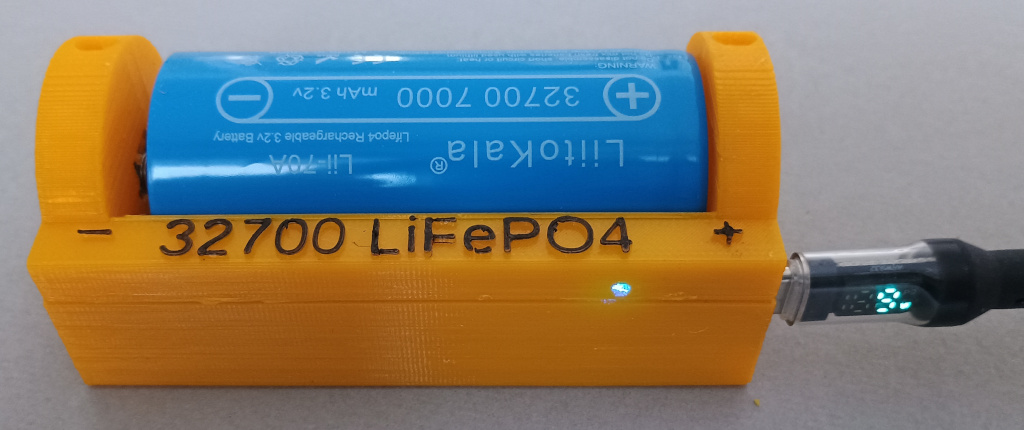 LiitoKala® Lii-70A
Lifepo4 Rechargeable 3.2v Battery
+ 32700 7000 mAh 3.2v −
WARNING:
- 32700 LiFePO4 +